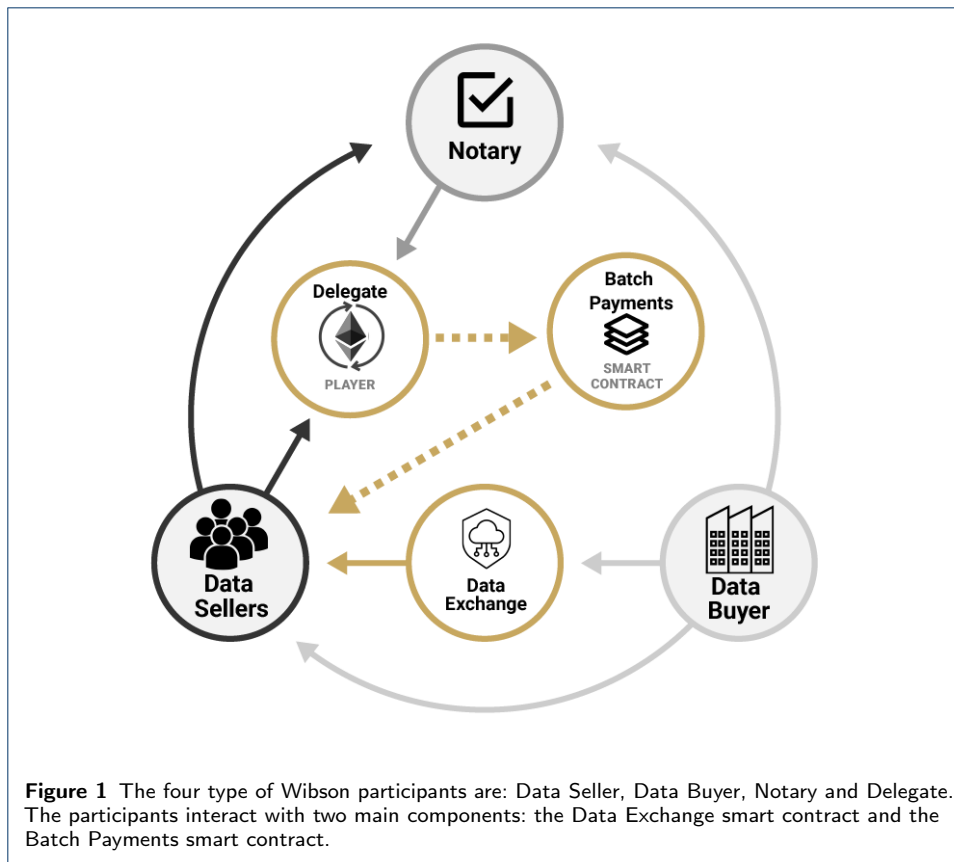 Notary
Delegate
PLAYER
Batch
Payments
SMART
CONTRACT
Data
Sellers
Data
Exchange
Data
Buyer
Figure 1 The four type of Wibson participants are: Data Seller, Data Buyer, Notary and Delegate.
The participants interact with two main components: the Data Exchange smart contract and the
Batch Payments smart contract.